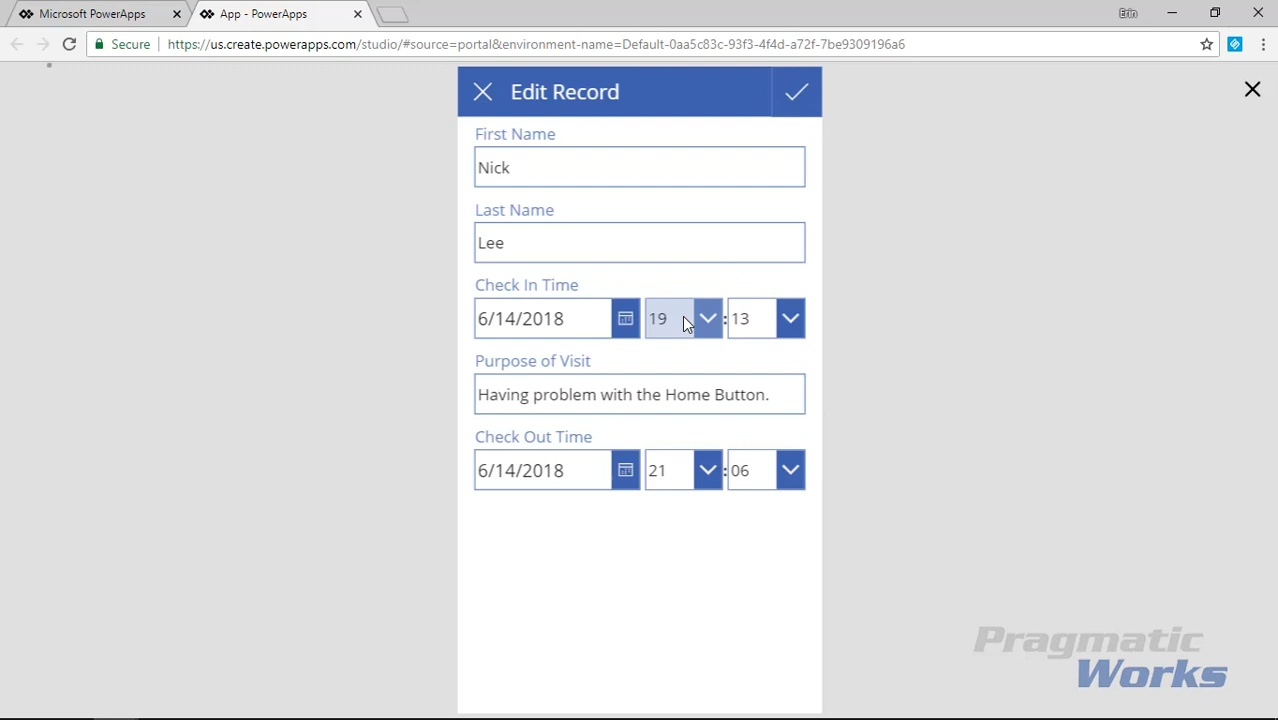 Microsoft PowerApps
App - PowerApps
Erin
Secure
https://us.create.powerapps.com/studio/#source=portal&environment-name=Default-0aa5c83c-93f3-4f4d-a72f-7be9309196a6
Edit Record
First Name
Nick
Last Name
Lee
Check In Time
6/14/2018 19 : 13
Purpose of Visit
Having problem with the Home Button.
Check Out Time
6/14/2018 21 : 06
Pragmatic
Works